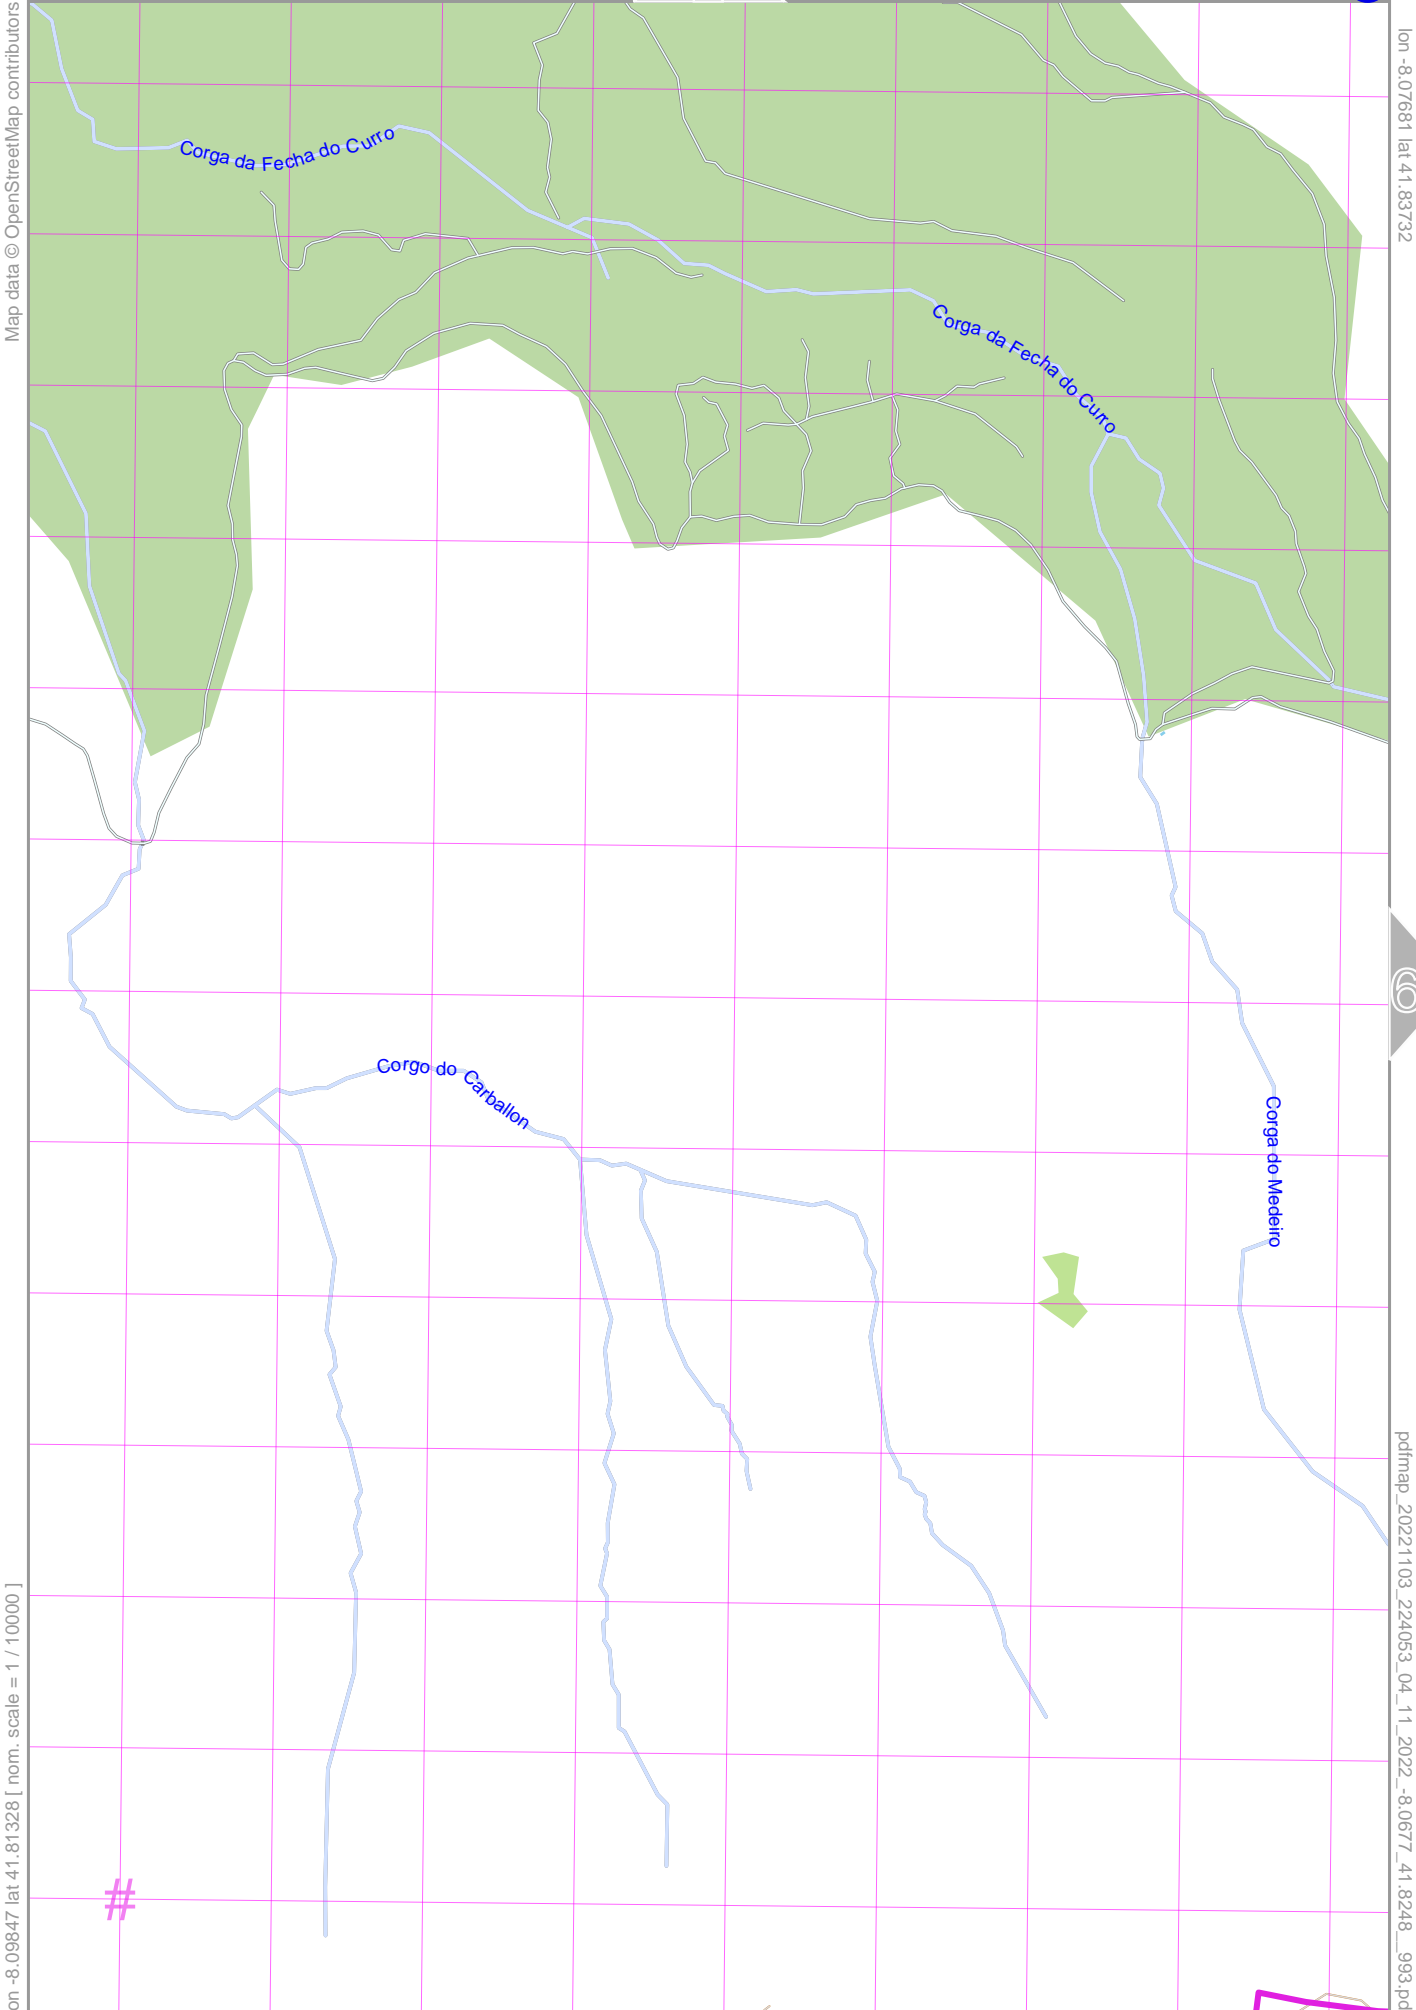 Map data © OpenStreetMap contributors
lon -8.07681 lat 41.83732
Corga da Fecha do Curro
Corga da Fecha do Curro
6
Corgo do Carballon
Corga do Medeiro
on -8.09847 lat 41.81328 [ nom. scale = 1 / 10000 ]
pdfmap_20221103_224053_04_11_2022_-8.0677_41.8248__993.pd
#